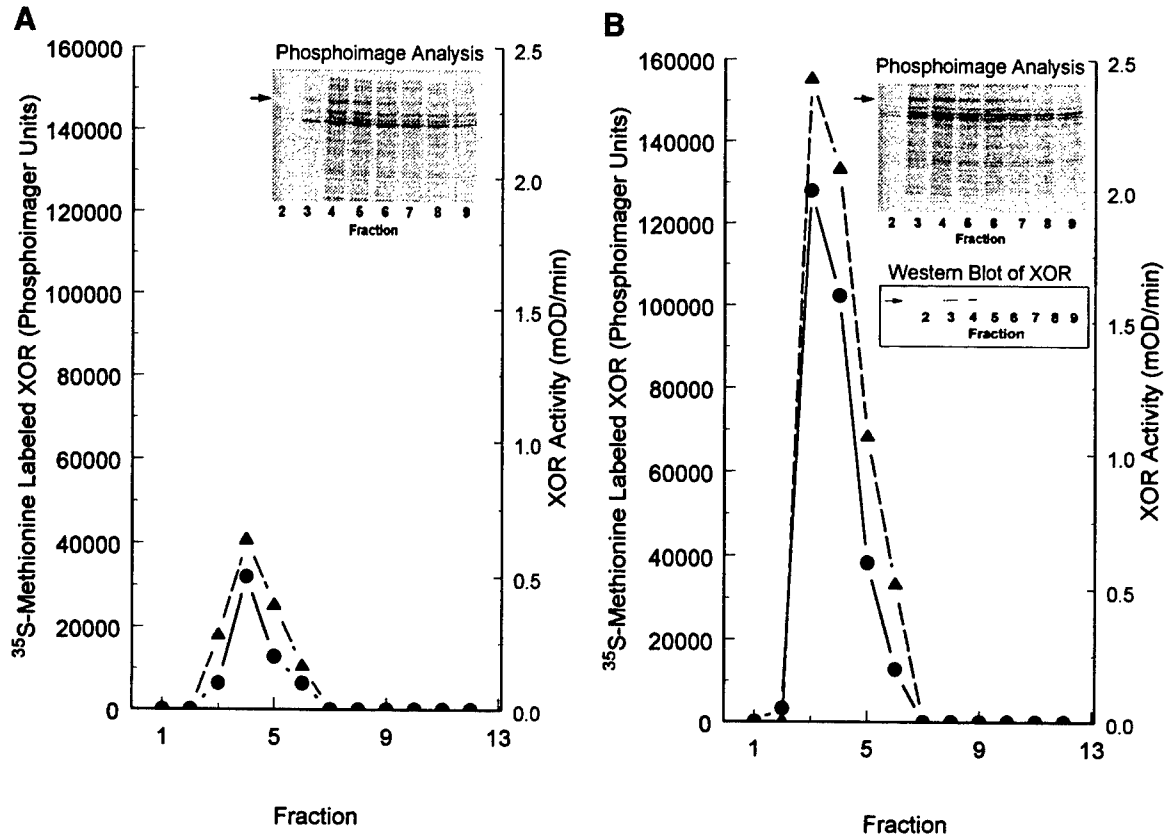 A
160000
140000
120000
100000
80000
60000
40000
20000
0
³⁵S-Methionine Labeled XOR (Phosphoimager Units)
Phosphoimage Analysis
2 3 4 5 6 7 8 9
Fraction
2.5
2.0
1.5
1.0
0.5
0.0
XOR Activity (mOD/min)
1 5 9 13
Fraction
B
160000
140000
120000
100000
80000
60000
40000
20000
0
³⁵S-Methionine Labeled XOR (Phosphoimager Units)
Phosphoimage Analysis
2 3 4 5 6 7 8 9
Fraction
Western Blot of XOR
2 3 4 5 6 7 8 9
Fraction
2.5
2.0
1.5
1.0
0.5
0.0
XOR Activity (mOD/min)
1 5 9 13
Fraction